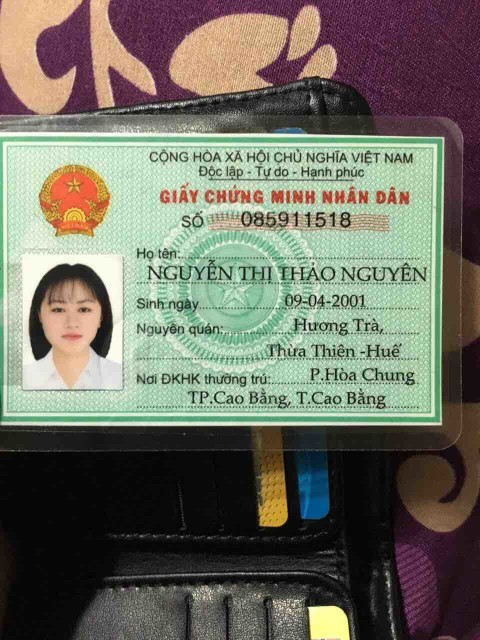 CỘNG HÒA XÃ HỘI CHỦ NGHĨA VIỆT NAM
Độc lập - Tự do - Hạnh phúc
GIẤY CHỨNG MINH NHÂN DÂN
SỐ 085911518
Họ tên: NGUYỄN THỊ THẢO NGUYÊN
Sinh ngày 09-04-2001
Nguyên quán: Hương Trà,
Thừa Thiên -Huế
Nơi ĐKHK thường trú: P.Hòa Chung
TP.Cao Bằng, T.Cao Bằng